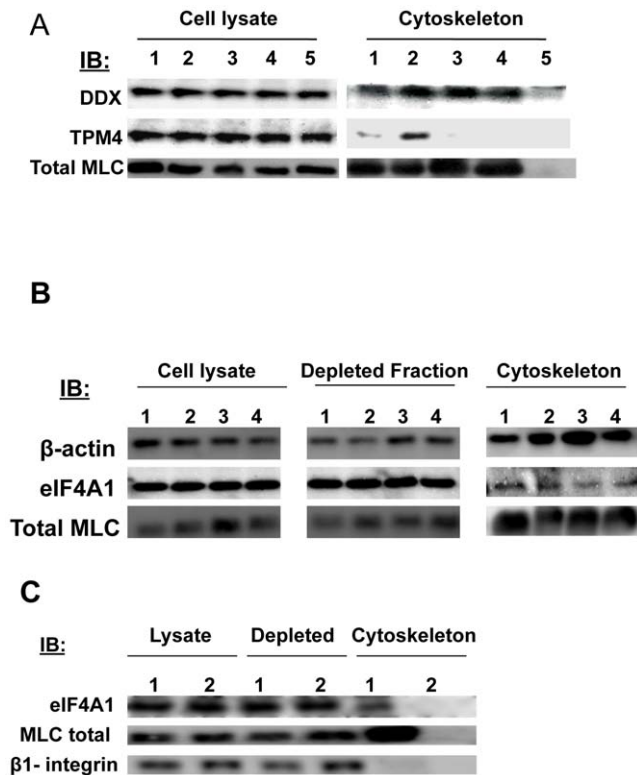 A
Cell lysate Cytoskeleton
IB: 1 2 3 4 5 1 2 3 4 5
DDX
TPM4
Total MLC
B
Cell lysate Depleted Fraction Cytoskeleton
IB:
1 2 3 4 1 2 3 4 1 2 3 4
β-actin
eIF4A1
Total MLC
C
Lysate Depleted Cytoskeleton
IB:
1 2 1 2 1 2
eIF4A1
MLC total
β1- integrin